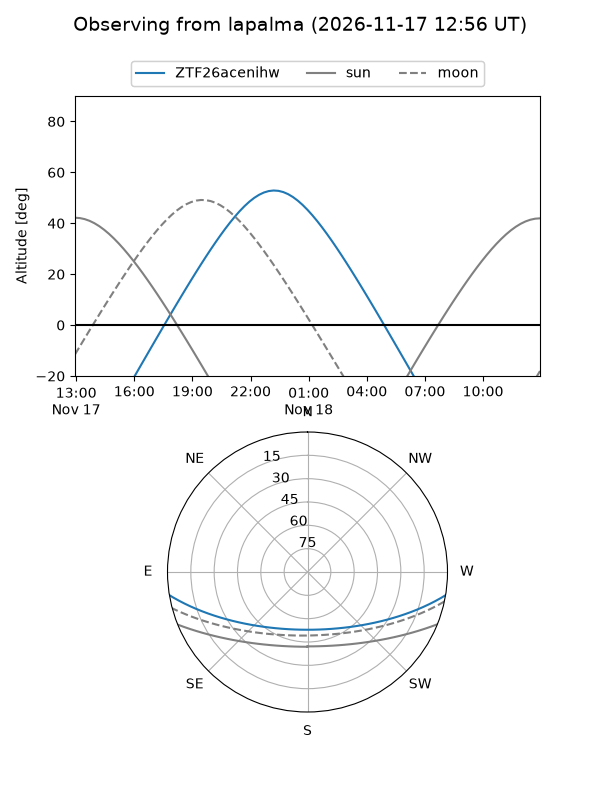 Observing from lapalma (2026-11-17 12:56 UT)
ZTF26acenihw sun moon
Altitude [deg]
80
60
40
20
0
−20
13:00 16:00 19:00 22:00 01:00 04:00 07:00 10:00
Nov 17 Nov 18
N
NE NW
15
30
45
60
75
E W
SE SW
S